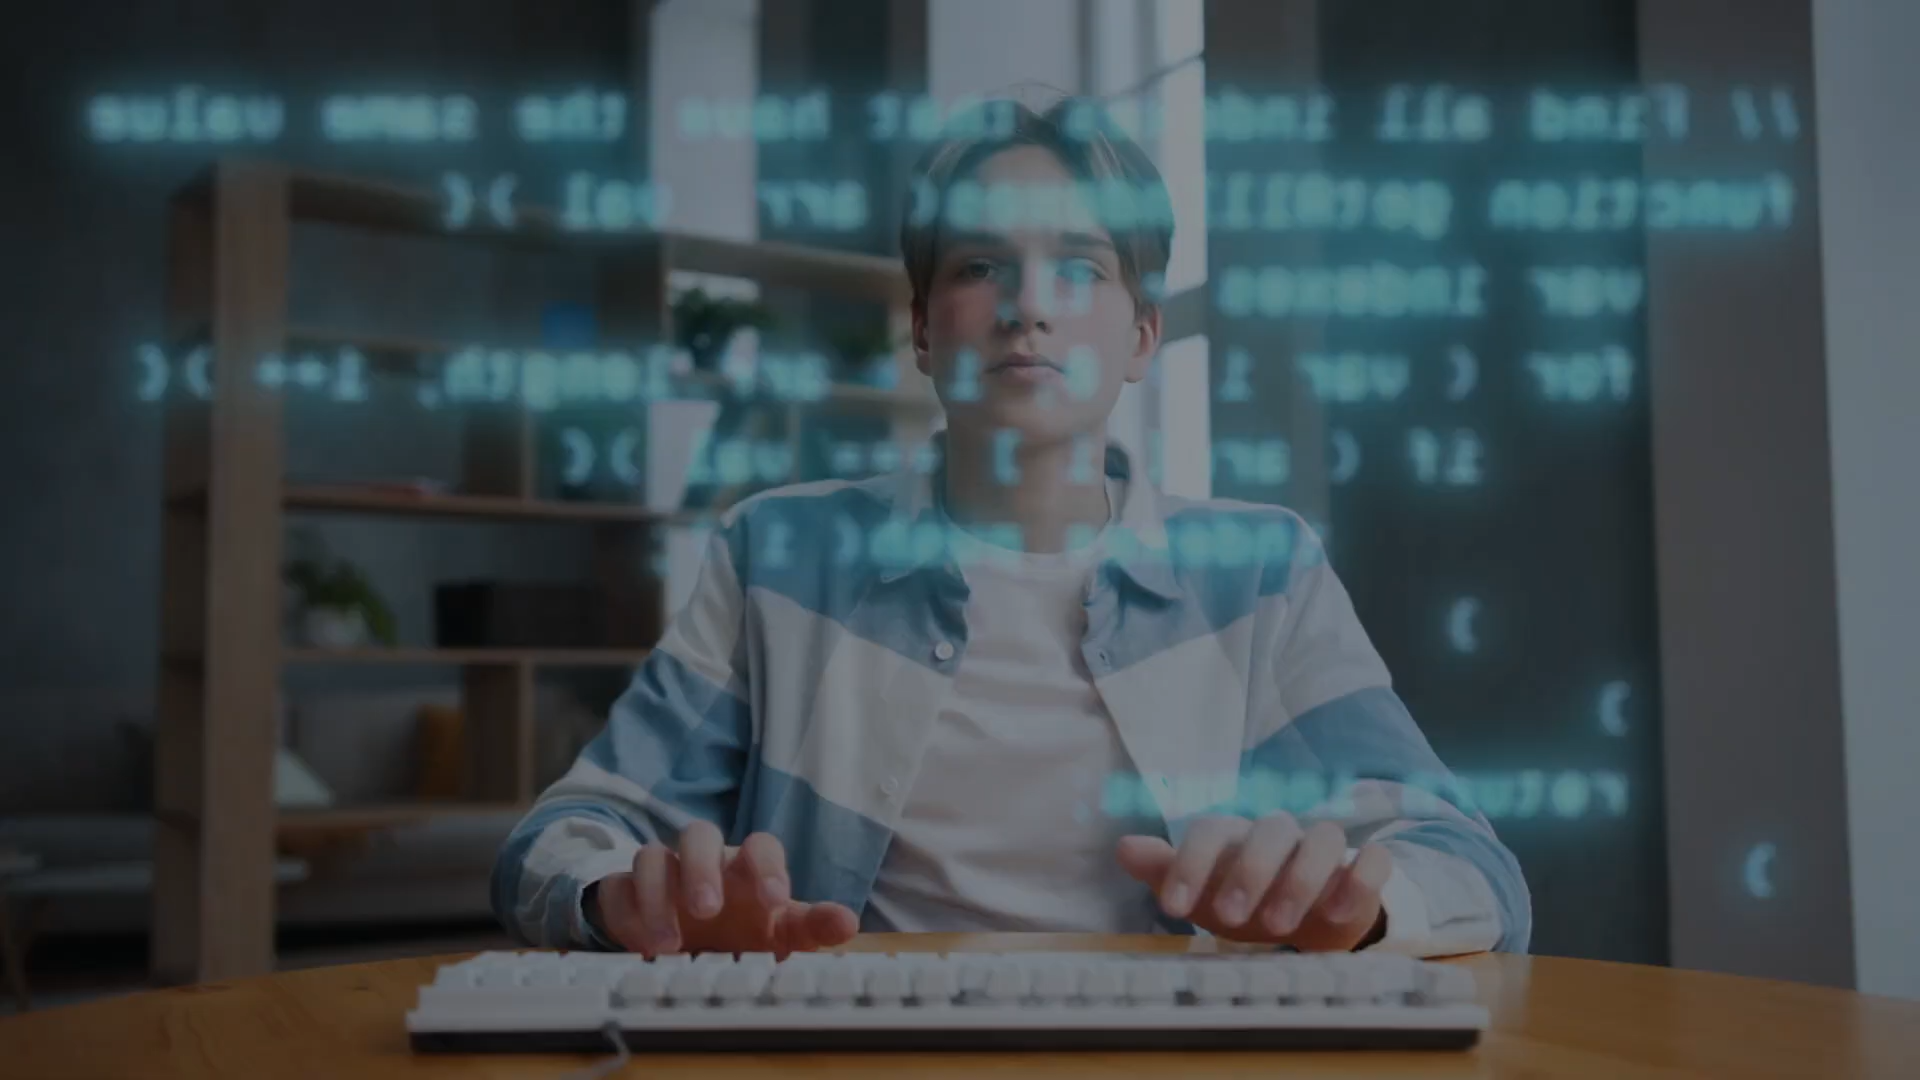 // Find all indexes that have the same value
function getAllIndexes( arr, val ){
var indexes = [],
for ( var i = 0; i < arr.length; i++ ){
if ( arr[ i ] === val ){
indexes.push( i );
}
}
return indexes;
}